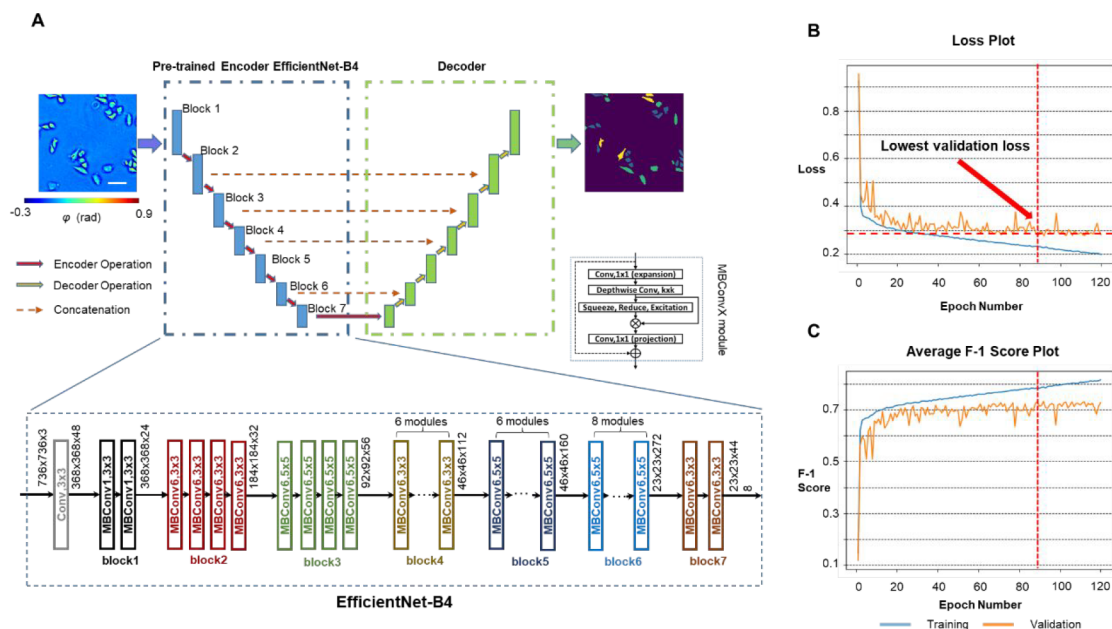 A
Pre-trained Encoder EfficientNet-B4
Decoder
Block 1
Block 2
Block 3
Block 4
Block 5
Block 6
Block 7
-0.3
φ (rad)
0.9
Encoder Operation
Decoder Operation
Concatenation
Conv,1x1 (expansion)
Depthwise Conv, kxk
Squeeze, Reduce, Excitation
Conv,1x1 (projection)
MBConvX module
6 modules
6 modules
8 modules
736x736x3
Conv,3x3
368x368x48
MBConv1,3x3
MBConv1,3x3
368x368x24
MBConv6,3x3
MBConv6,3x3
MBConv6,3x3
MBConv6,3x3
184x184x32
MBConv6,5x5
MBConv6,5x5
MBConv6,5x5
MBConv6,5x5
92x92x56
MBConv6,3x3
MBConv6,3x3
46x46x112
MBConv6,5x5
MBConv6,5x5
46x46x160
MBConv6,5x5
MBConv6,5x5
23x23x272
MBConv6,3x3
MBConv6,3x3
23x23x44
8
block1
block2
block3
block4
block5
block6
block7
EfficientNet-B4
B
Loss Plot
0.8
0.6
Loss
0.4
0.2
Lowest validation loss
0
20
40
60
80
100
120
Epoch Number
C
Average F-1 Score Plot
0.7
F-1
Score
0.5
0.3
0.1
0
20
40
60
80
100
120
Epoch Number
Training
Validation